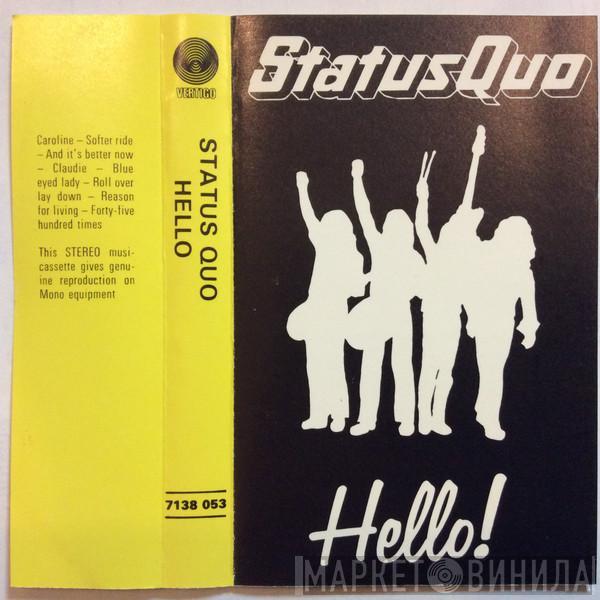 Caroline – Softer ride
– And it's better now
– Claudie – Blue
eyed lady – Roll over
lay down – Reason
for living – Forty-five
hundred times
This STEREO musi-
cassette gives genu-
ine reproduction on
Mono equipment
VERTIGO
STATUS QUO
HELLO
7138 053
StatusQuo
Hello!
МАРКЕТ ВИНИЛА